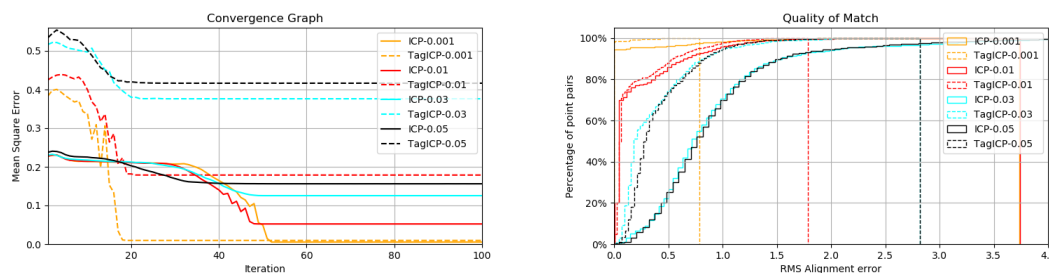 Convergence Graph
Mean Square Error
0.5
0.4
0.3
0.2
0.1
0.0
20
40
60
80
100
Iteration
ICP-0.001
TagICP-0.001
ICP-0.01
TagICP-0.01
ICP-0.03
TagICP-0.03
ICP-0.05
TagICP-0.05
Quality of Match
Percentage of point pairs
100%
80%
60%
40%
20%
0%
0.0
0.5
1.0
1.5
2.0
2.5
3.0
3.5
4.
RMS Alignment error
ICP-0.001
TagICP-0.001
ICP-0.01
TagICP-0.01
ICP-0.03
TagICP-0.03
ICP-0.05
TagICP-0.05